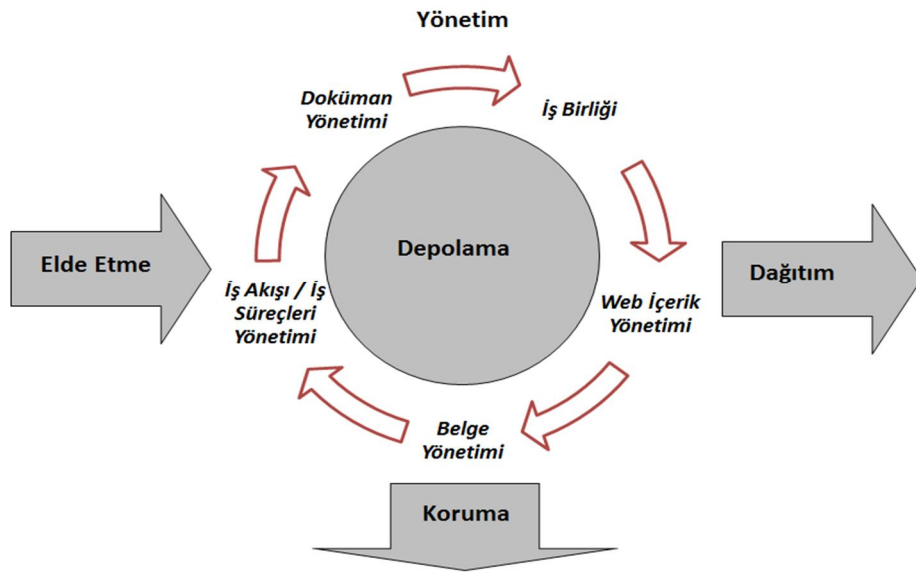 Yönetim
Doküman
Yönetimi
İş Birliği
Elde Etme
Depolama
Dağıtım
İş Akışı / İş
Süreçleri
Yönetimi
Web İçerik
Yönetimi
Belge
Yönetimi
Koruma